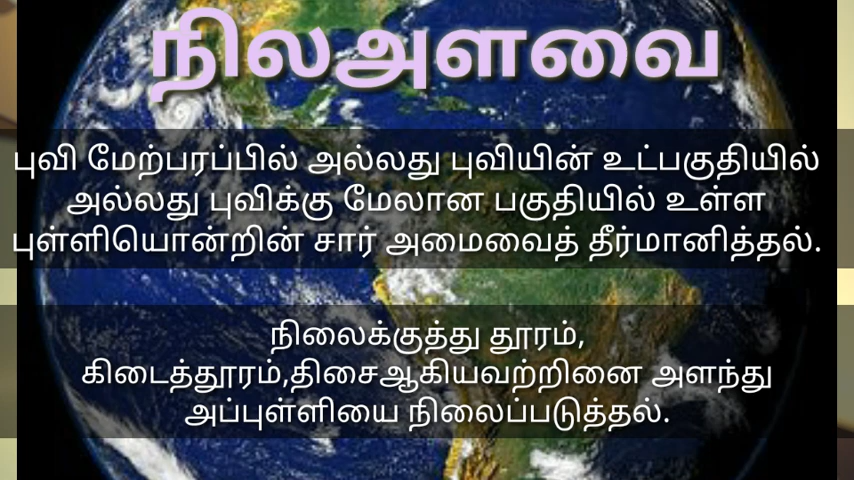 நிலஅளவை
புவி மேற்பரப்பில் அல்லது புவியின் உட்பகுதியில்
அல்லது புவிக்கு மேலான பகுதியில் உள்ள
புள்ளியொன்றின் சார் அமைவைத் தீர்மானித்தல்.
நிலைக்குத்து தூரம்,
கிடைத்தூரம்,திசைஆகியவற்றினை அளந்து
அப்புள்ளியை நிலைப்படுத்தல்.